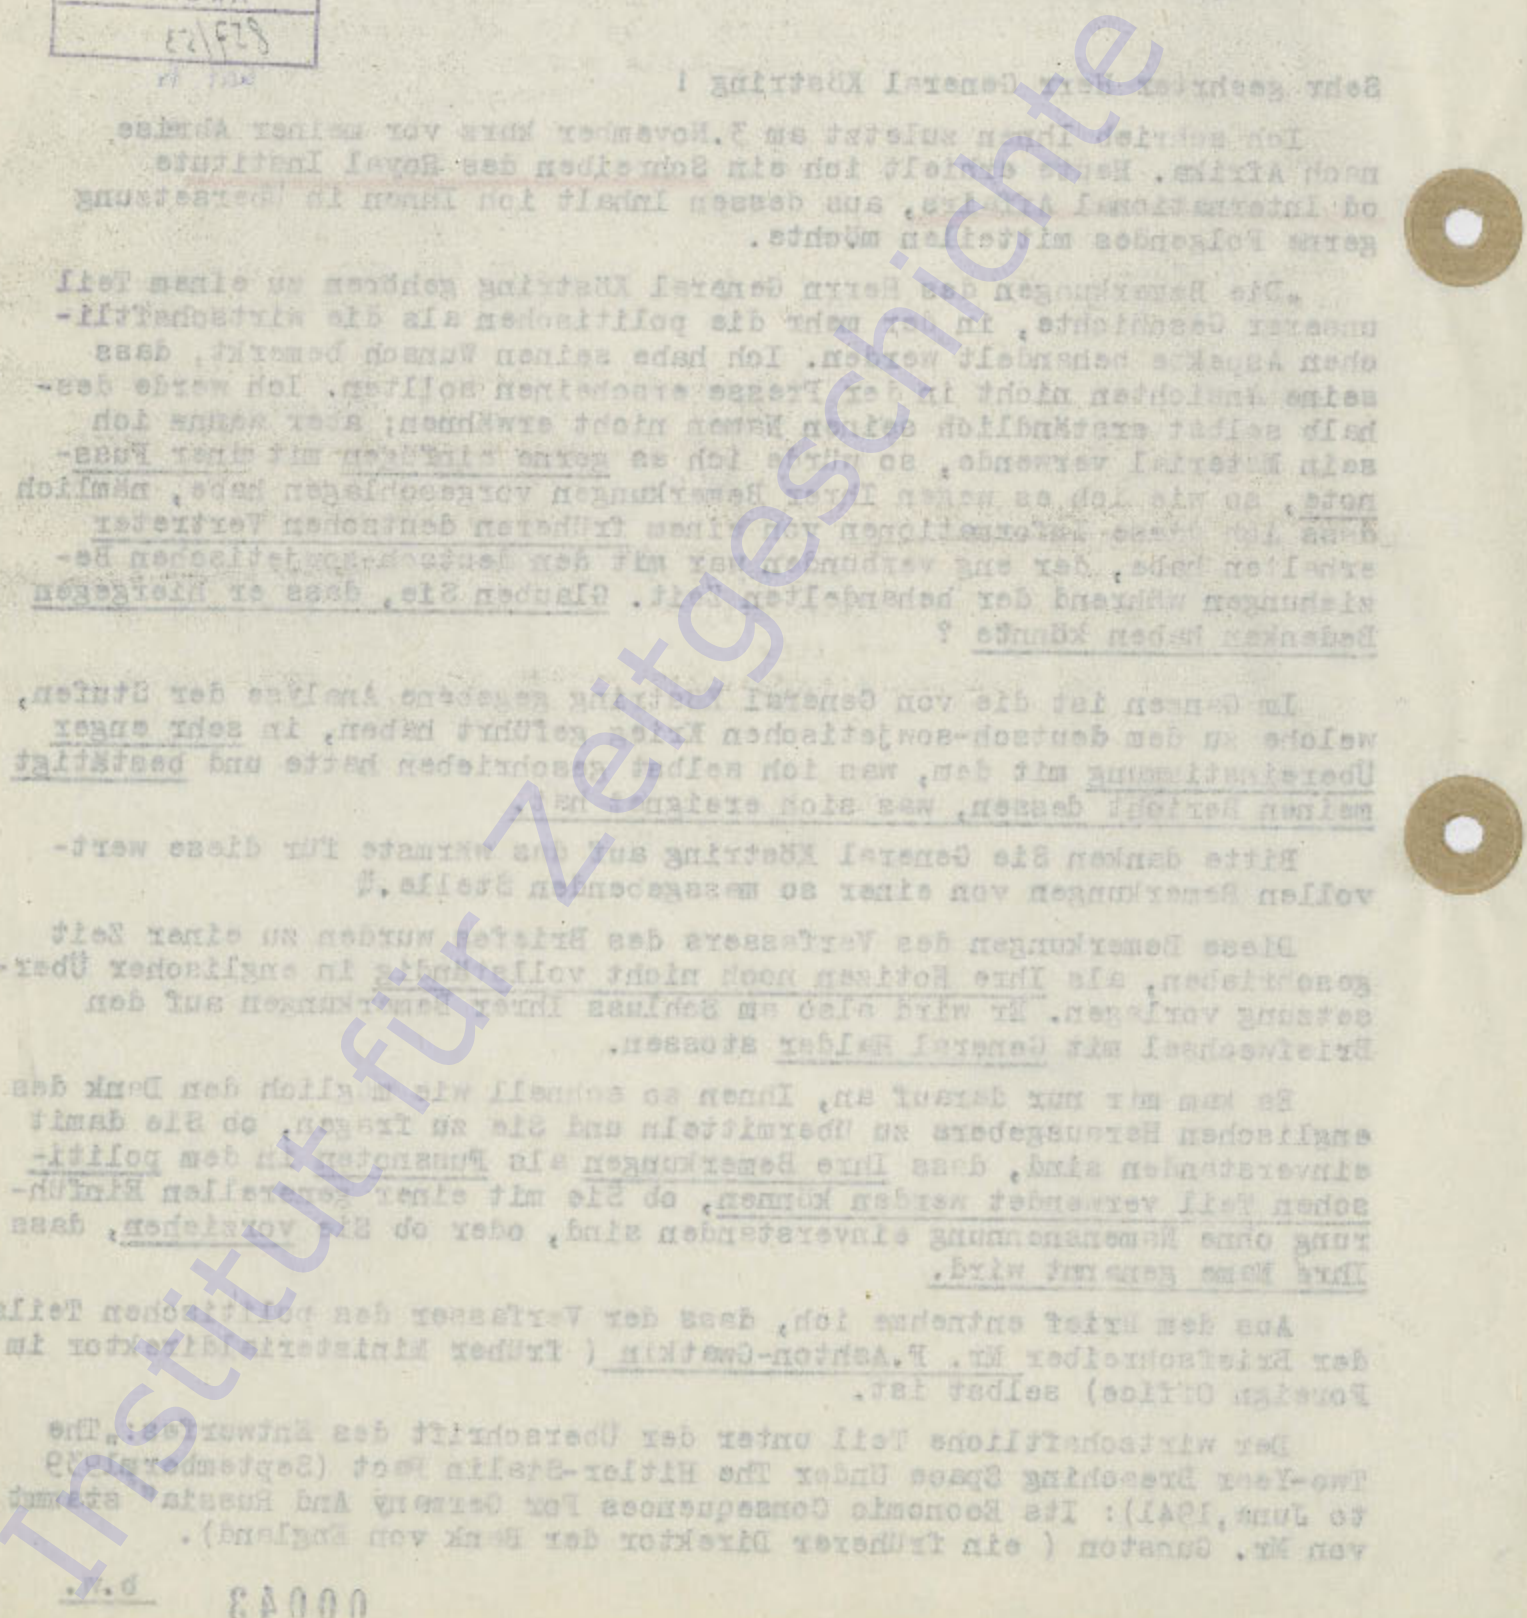 857/53
Sehr geehrter Herr General Köstring !
Ich schrieb Ihnen zuletzt am 3.November kurz vor meiner Abreise
nach Afrika. Heute erhielt ich ein Schreiben des Royal Institute
od International Affairs, aus dessen Inhalt ich Ihnen in Übersetzung
gerne Folgendes mitteilen möchte.
„Die Bemerkungen des Herrn General Köstring gehören zu einem Teil
unserer Geschichte, in der mehr die politischen als die wirtschaftli-
chen Aspekte behandelt werden. Ich habe seinen Wunsch bemerkt, dass
seine Ansichten nicht in der Presse erscheinen sollten. Ich werde des-
halb selbst erständlich seinen Namen nicht erwähnen; aber wenn ich
sein Material verwende, so würde ich es gerne einfügen mit einer Fuss-
note, so wie ich es wegen Ihrer Bemerkungen vorgeschlagen habe, nämlich
dass ich diese Informationen von einem früheren deutschen Vertreter
erhalten habe, der eng verbunden war mit den deutsch-sowjetischen Be-
ziehungen während der behandelten Zeit. Glauben Sie, dass er hiergegen
Bedenken haben könnte ?
Im Ganzen ist die von General Köstring gegebene Analyse der Stufen,
welche zu dem deutsch-sowjetischen Krieg geführt haben, in sehr enger
Übereinstimmung mit dem, was ich selbst geschrieben hatte und bestätigt
meinen Bericht dessen, was sich ereignet hat.
Bitte danken Sie General Köstring auf das wärmste für diese wert-
vollen Bemerkungen von einer so massgebenden Stelle."
Diese Bemerkungen des Verfassers des Briefes wurden zu einer Zeit
geschrieben, als Ihre Notizen noch nicht vollständig in englischer Über-
setzung vorlagen. Er wird also am Schluss Ihrer Bemerkungen auf den
Briefwechsel mit General Halder stossen.
Es kam mir nur darauf an, Ihnen so schnell wie möglich den Dank des
englischen Herausgebers zu übermitteln und Sie zu fragen, ob Sie damit
einverstanden sind, dass Ihre Bemerkungen als Fussnoten in dem politi-
schen Teil verwendet werden können, ob Sie mit einer generellen Einfüh-
rung ohne Namensnennung einverstanden sind, oder ob Sie vorziehen, dass
Ihre Name genannt wird.
Aus dem Brief entnehme ich, dass der Verfasser des politischen Teils
der Briefschreiber Mr. F.Ashton-Gwatkin ( früher Ministerialdirektor im
Foreign Office) selbst ist.
Der wirtschaftliche Teil unter der Überschrift des Entwurfes:„The
Two-Year Breathing Space Under The Hitler-Stalin Pact (September1939
to June,1941): Its Economic Consequences For Germany And Russia" stammt
von Mr. Gunston ( ein früherer Direktor der Bank von England).
b.w.
00043
Institut für Zeitgeschichte